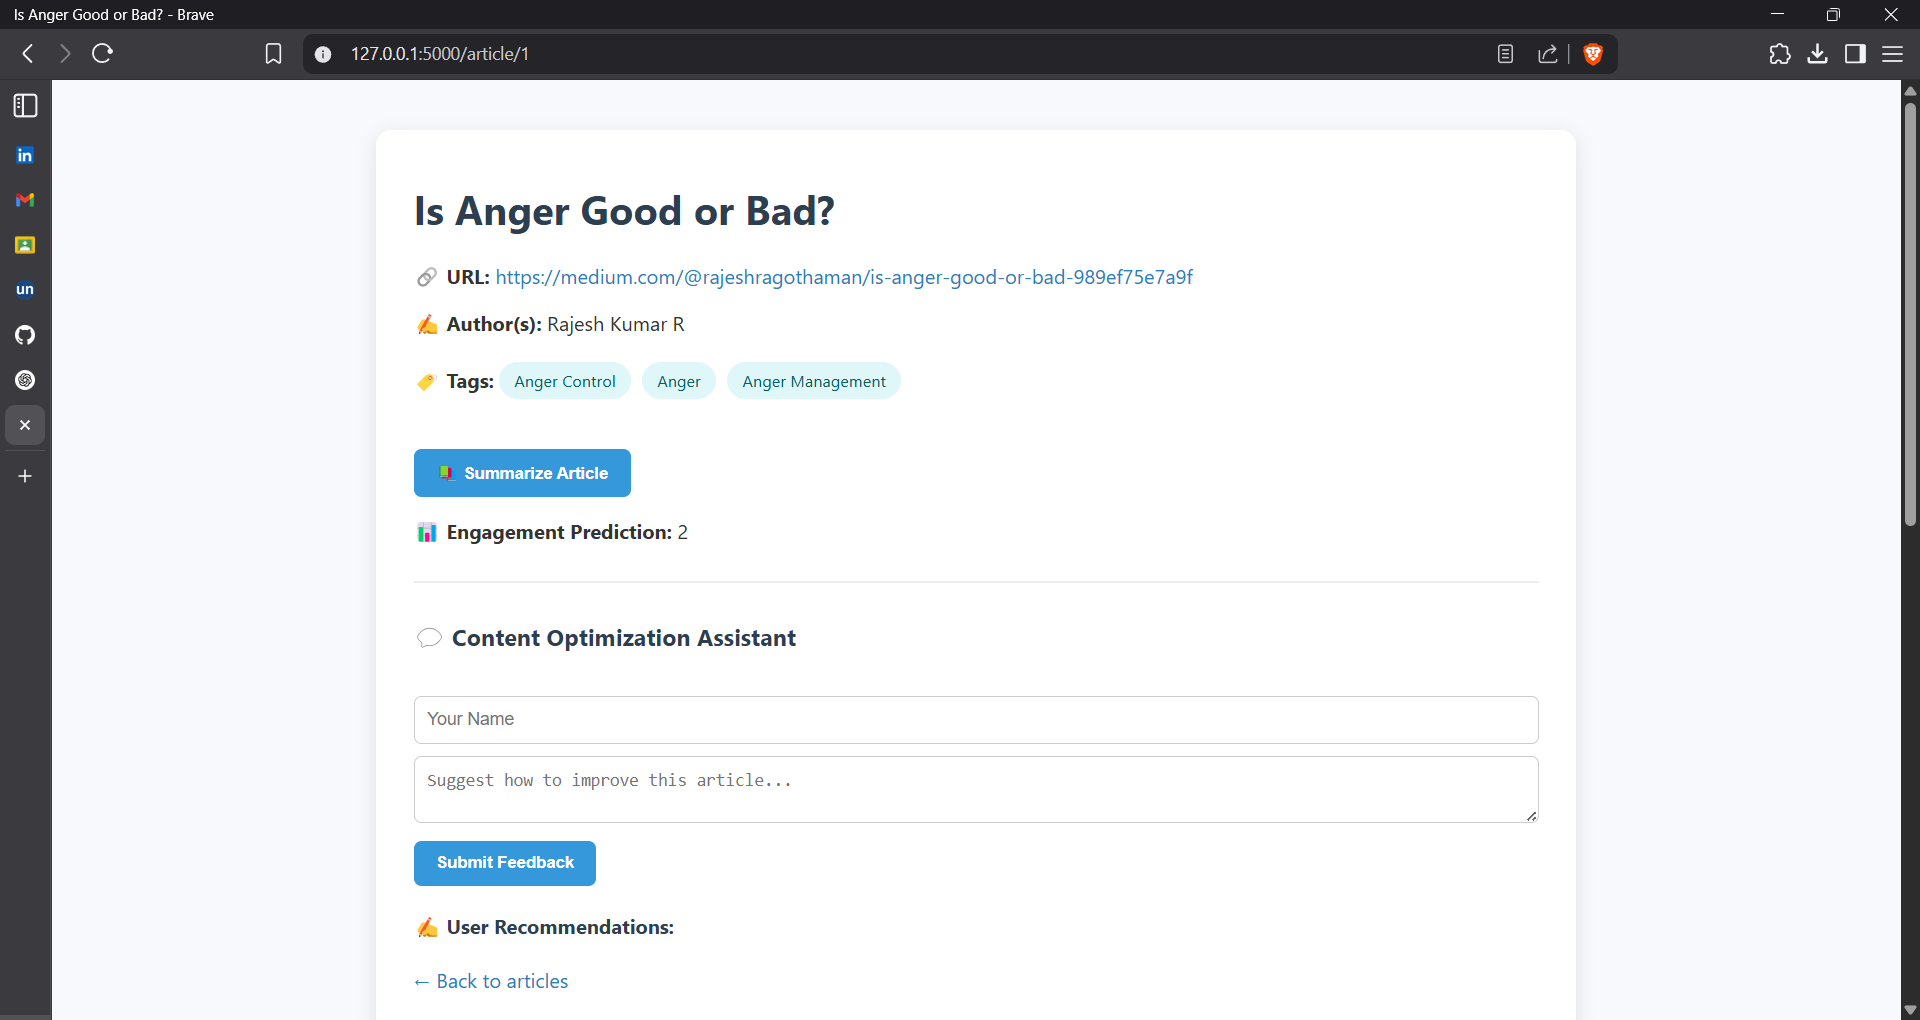 Is Anger Good or Bad? - Brave
127.0.0.1:5000/article/1
in
un
Is Anger Good or Bad?
URL: https://medium.com/@rajeshragothaman/is-anger-good-or-bad-989ef75e7a9f
Author(s): Rajesh Kumar R
Tags: Anger Control Anger Anger Management
Summarize Article
Engagement Prediction: 2
Content Optimization Assistant
Your Name
Suggest how to improve this article...
Submit Feedback
User Recommendations:
← Back to articles